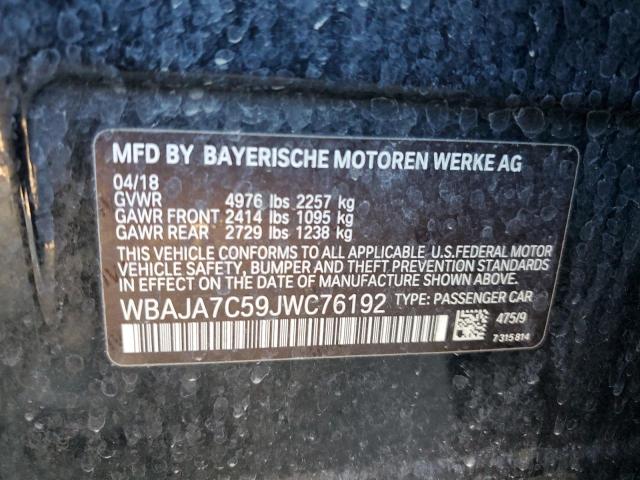 MFD BY BAYERISCHE MOTOREN WERKE AG
04/18
GVWR 4976 lbs 2257 kg
GAWR FRONT 2414 lbs 1095 kg
GAWR REAR 2729 lbs 1238 kg
THIS VEHICLE CONFORMS TO ALL APPLICABLE U.S.FEDERAL MOTOR
VEHICLE SAFETY, BUMPER AND THEFT PREVENTION STANDARDS
IN EFFECT ON THE DATE OF MANUFACTURE SHOWN ABOVE.
WBAJA7C59JWC76192 TYPE: PASSENGER CAR
475/9
7315814